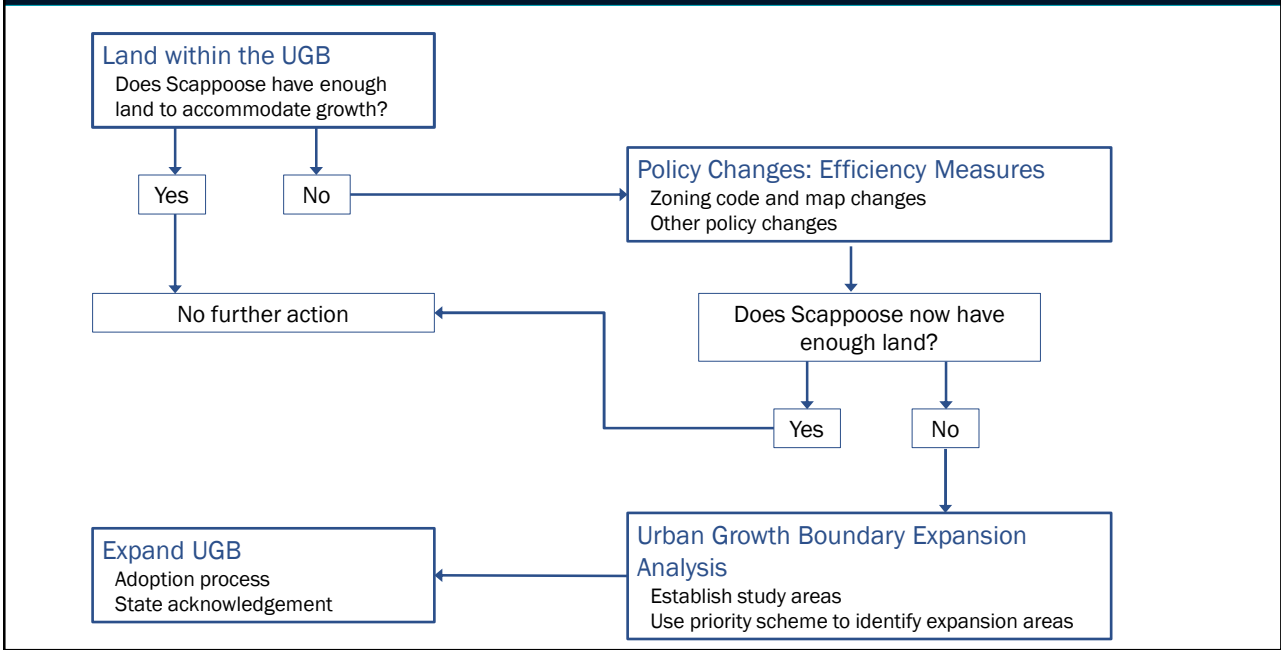 Land within the UGB
Does Scappoose have enough
land to accommodate growth?
Yes
No
Policy Changes: Efficiency Measures
Zoning code and map changes
Other policy changes
No further action
Does Scappoose now have
enough land?
Yes
No
Urban Growth Boundary Expansion
Analysis
Establish study areas
Use priority scheme to identify expansion areas
Expand UGB
Adoption process
State acknowledgement